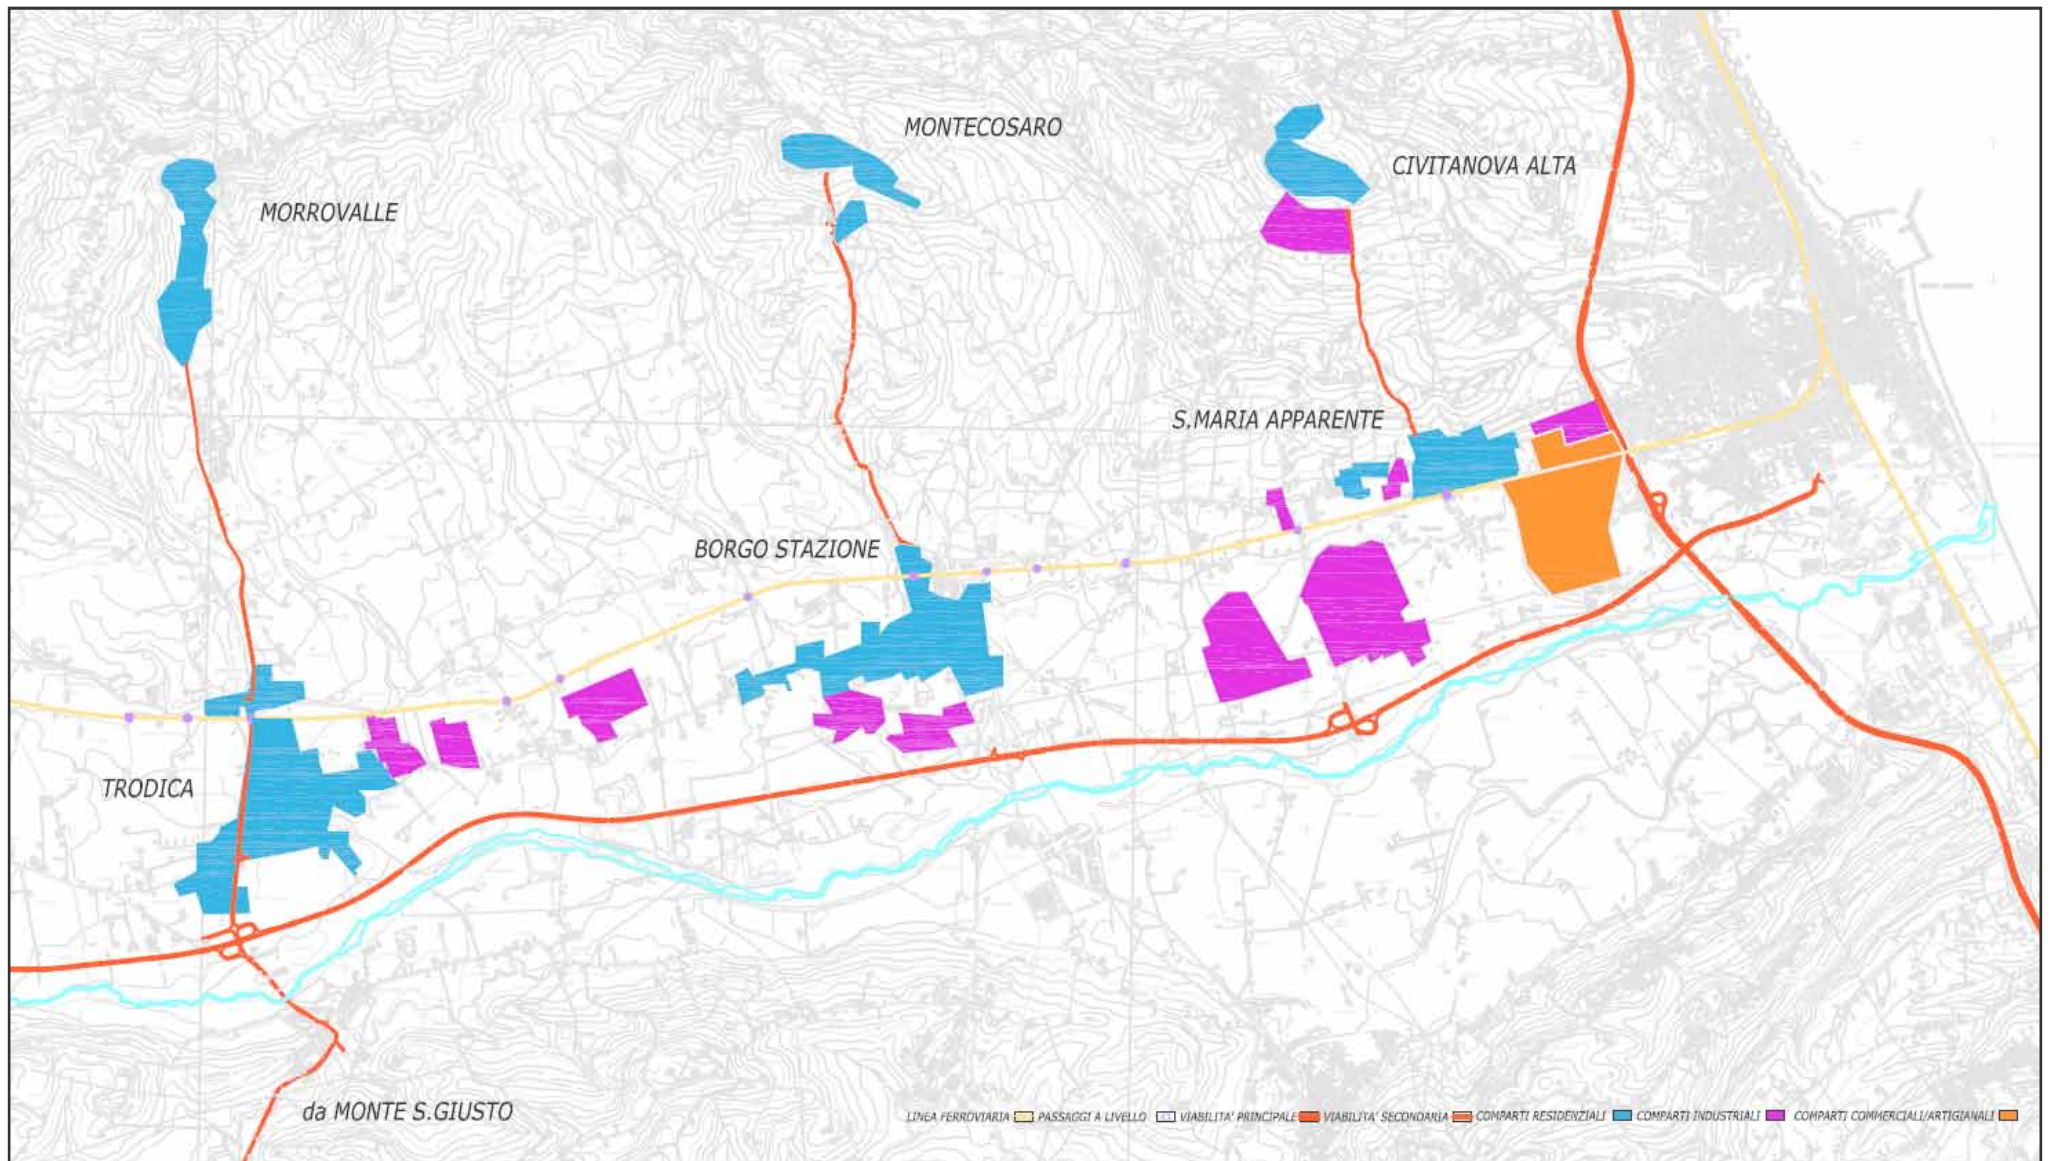 MONTECOSARO
CIVITANOVA ALTA
MORROVALLE
S.MARIA APPARENTE
BORGO STAZIONE
TRODICA
da MONTE S.GIUSTO
LINEA FERROVIARIA PASSAGGI A LIVELLO VIABILITA' PRINCIPALE VIABILITA' SECONDARIA COMPARTI RESIDENZIALI COMPARTI INDUSTRIALI COMPARTI COMMERCIALI/ARTIGIANALI